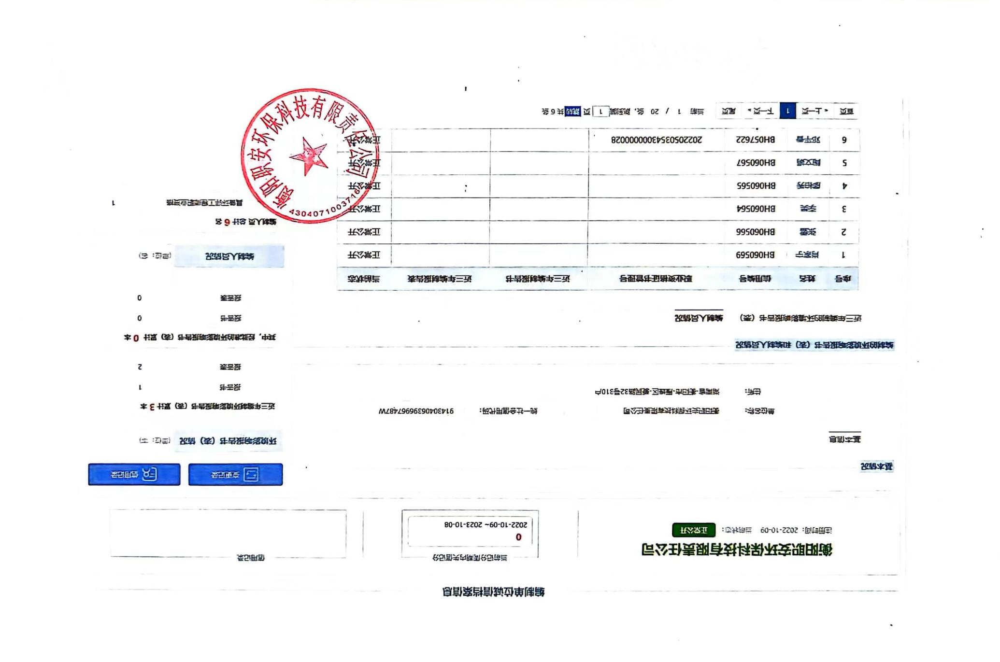 编制单位诚信档案信息
衡阳职安环保科技有限责任公司
注册时间：2022-10-09 当前状态：正常公开
当前记分周期内失信记分
0
2022-10-09~ 2023-10-08
信用记录
基本情况
变更记录
信用记录
基本信息
单位名称：衡阳职安环保科技有限责任公司 统一社会信用代码：91430406396967487W
住所：湖南省-衡阳市-雁峰区-爱民路32号310户
编制的环境影响报告书（表）和编制人员情况
近三年编制的环境影响报告书（表） 编制人员情况
序号 姓名 信用编号 职业资格证书管理号 近三年编制报告书 近三年编制报告表 当前状态
1 肖家宁 BH060569 正常公开
2 张露 BH060566 正常公开
3 李昊 BH060564 正常公开
4 BH060565 正常公开
5 BH060567 正常公开
6 邓平香 BH057622 20220503543000000028 正常公开
首页 « 上一页 1 下一页 » 尾页 当前 1 / 20 条，跳到第 1 页 跳转 共 6 条
环境影响报告书（表）情况 （单位：本）
近三年编制环境影响报告书（表）累计 3 本
报告书 1
报告表 2
其中，经批准的环境影响报告书（表）累计 0 本
报告书 0
报告表 0
编制人员情况 （单位：名）
编制人员 总计 6 名
具备环评工程师职业资格 1
衡阳职安环保科技有限责任公司